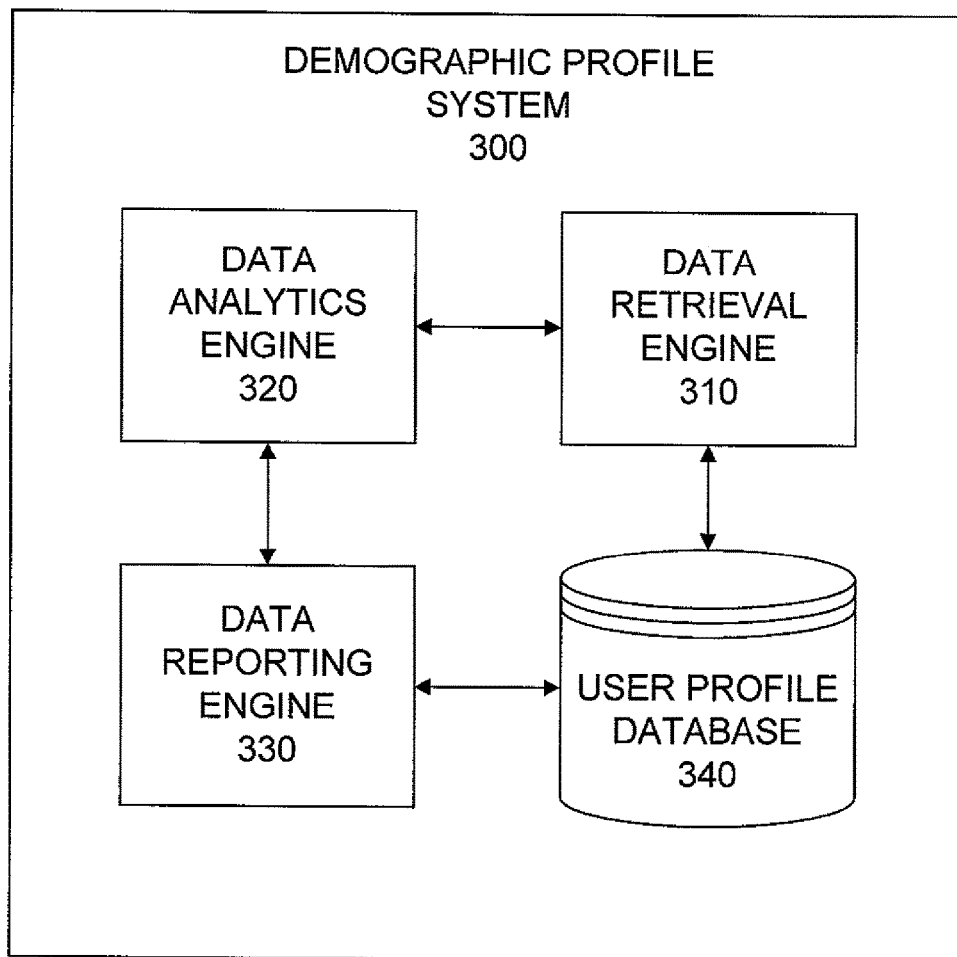 DEMOGRAPHIC PROFILE
SYSTEM
300
DATA
ANALYTICS
ENGINE
320
DATA
RETRIEVAL
ENGINE
310
DATA
REPORTING
ENGINE
330
USER PROFILE
DATABASE
340